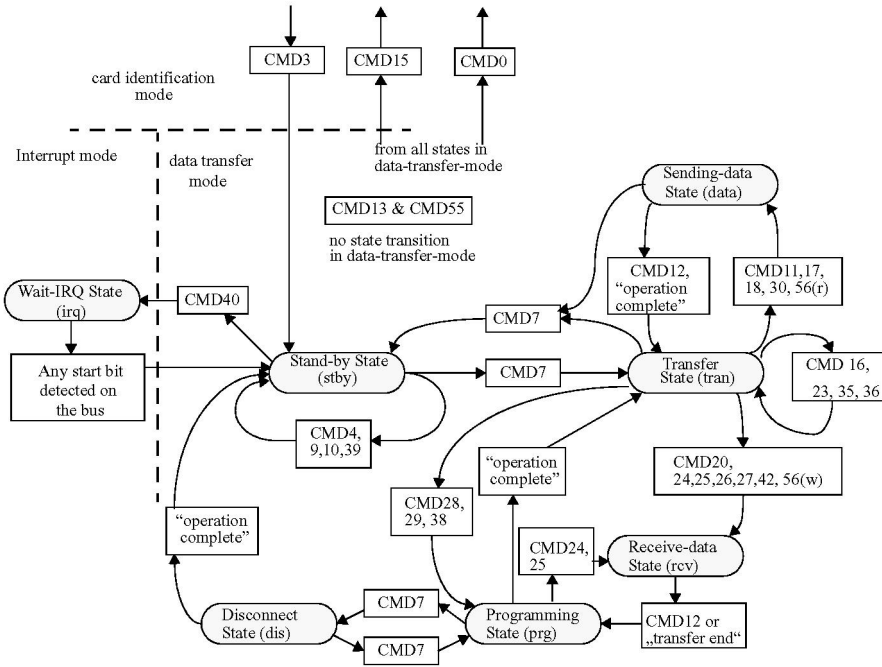 CMD3
CMD15
CMD0
card identification
mode
Interrupt mode
data transfer
mode
from all states in
data-transfer-mode
Sending-data
State (data)
CMD13 & CMD55
no state transition
in data-transfer-mode
CMD12,
“operation
complete”
CMD11,17,
18, 30, 56(r)
Wait-IRQ State
(irq)
CMD40
CMD7
Any start bit
detected on
the bus
Stand-by State
(stby)
CMD7
Transfer
State (tran)
CMD 16,
23, 35, 36
CMD4,
9,10,39
“operation
complete”
CMD20,
24,25,26,27,42, 56(w)
CMD28,
29, 38
“operation
complete”
CMD24,
25
Receive-data
State (rcv)
Disconnect
State (dis)
CMD7
CMD7
Programming
State (prg)
CMD12 or
„transfer end“